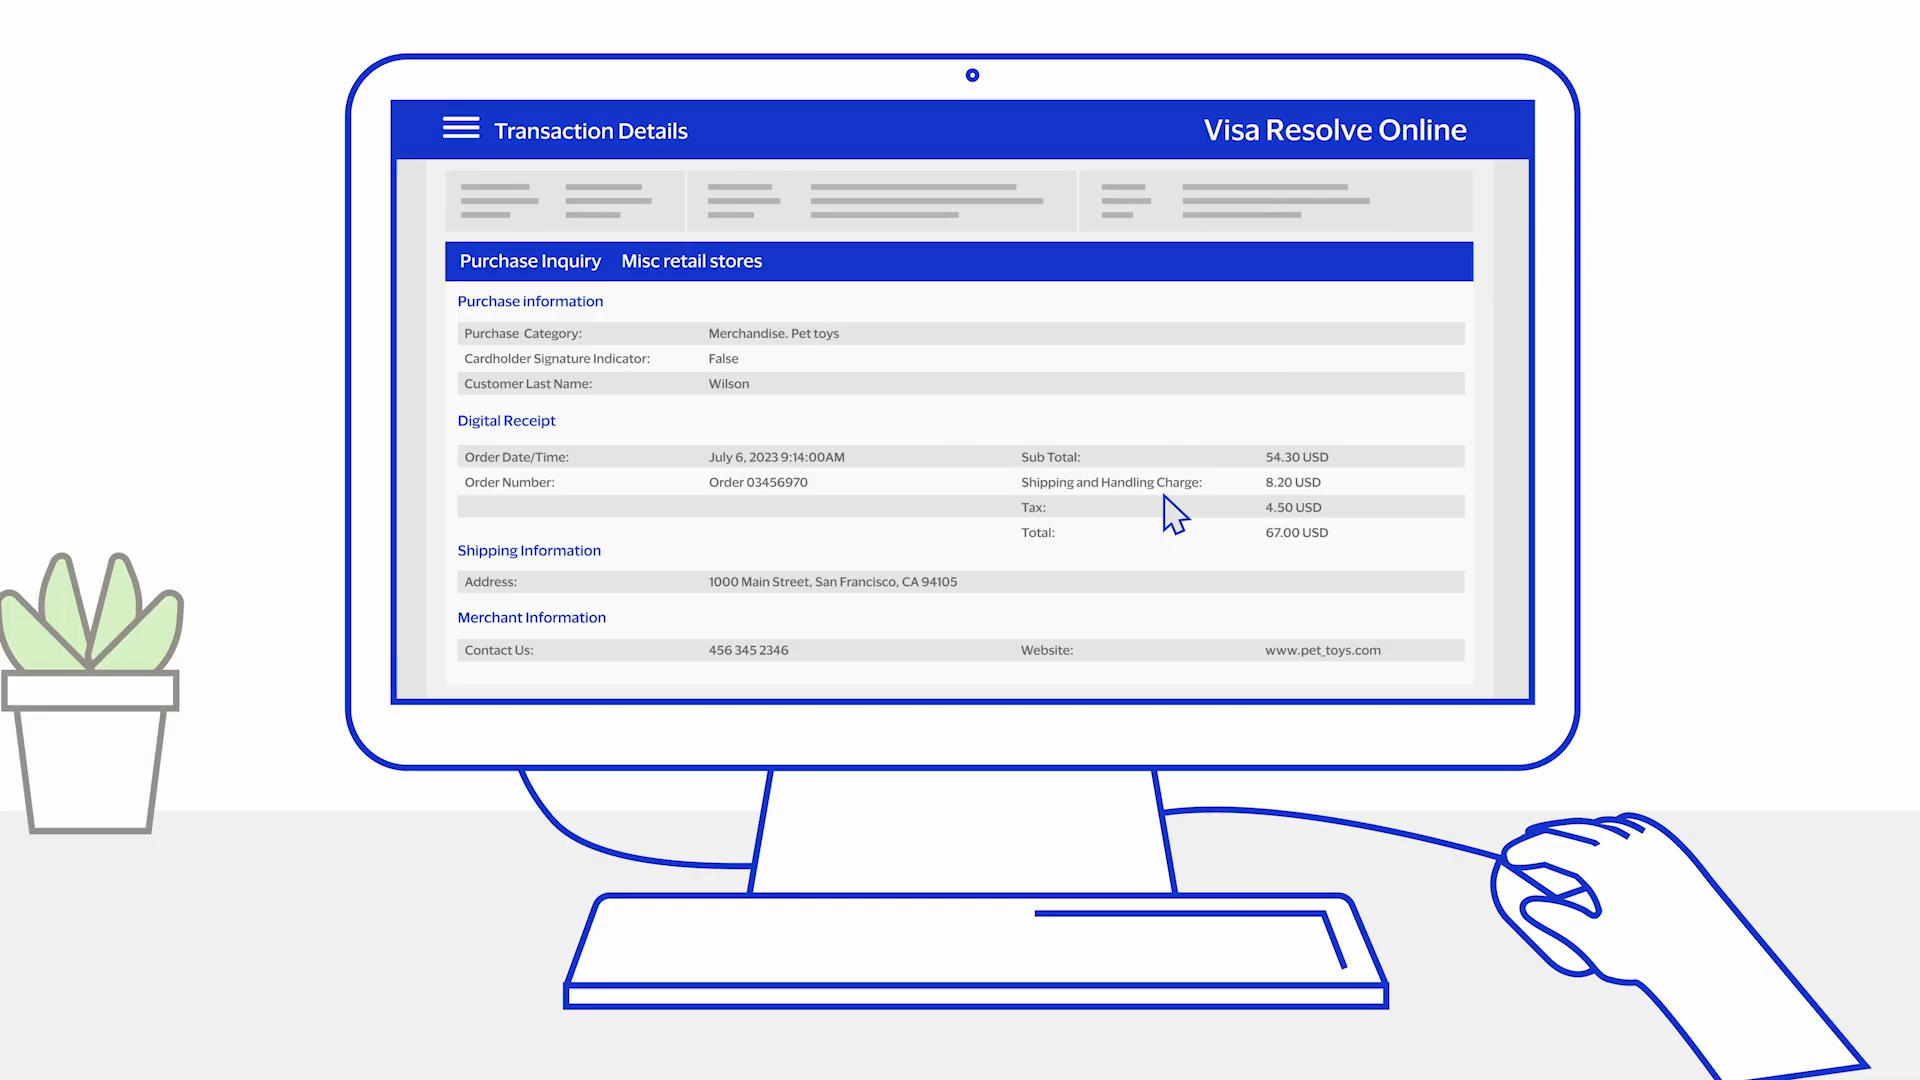 Transaction Details Visa Resolve Online
Purchase Inquiry Misc retail stores
Purchase information
Purchase Category: Merchandise. Pet toys
Cardholder Signature Indicator: False
Customer Last Name: Wilson
Digital Receipt
Order Date/Time: July 6, 2023 9:14:00AM Sub Total: 54.30 USD
Order Number: Order 03456970 Shipping and Handling Charge: 8.20 USD
Tax: 4.50 USD
Total: 67.00 USD
Shipping Information
Address: 1000 Main Street, San Francisco, CA 94105
Merchant Information
Contact Us: 456 345 2346 Website: www.pet_toys.com